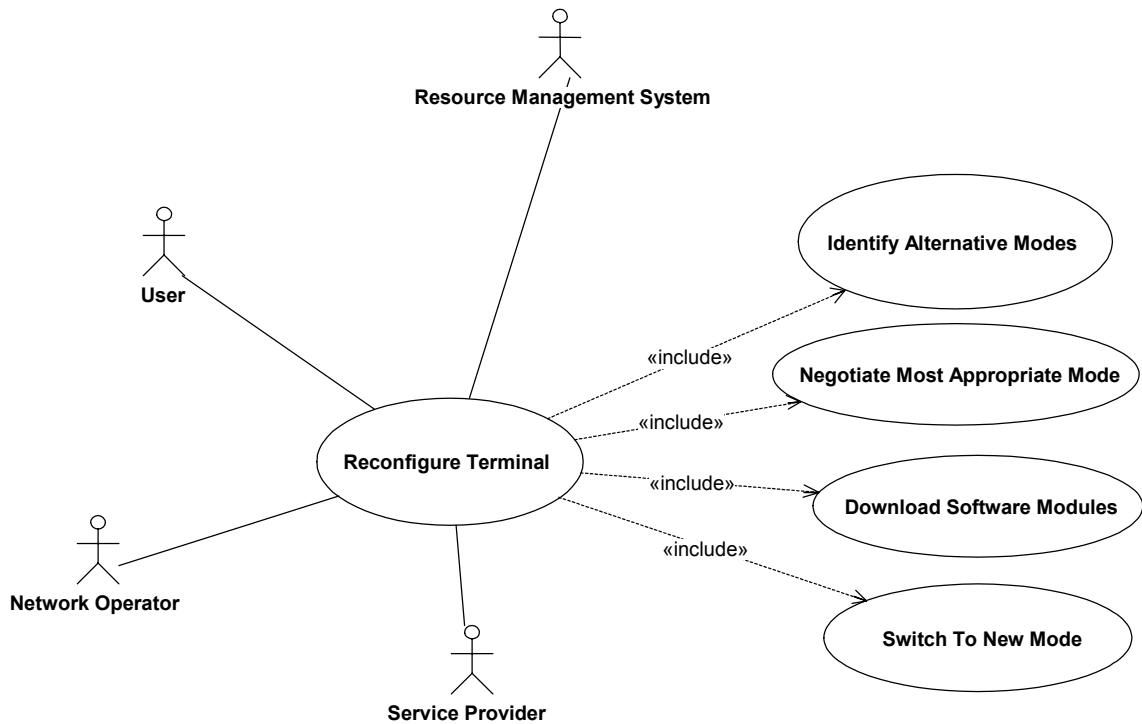 Resource Management System
Identify Alternative Modes
User
«include»
Negotiate Most Appropriate Mode
«include»
Reconfigure Terminal
«include»
Download Software Modules
«include»
Network Operator
Switch To New Mode
Service Provider